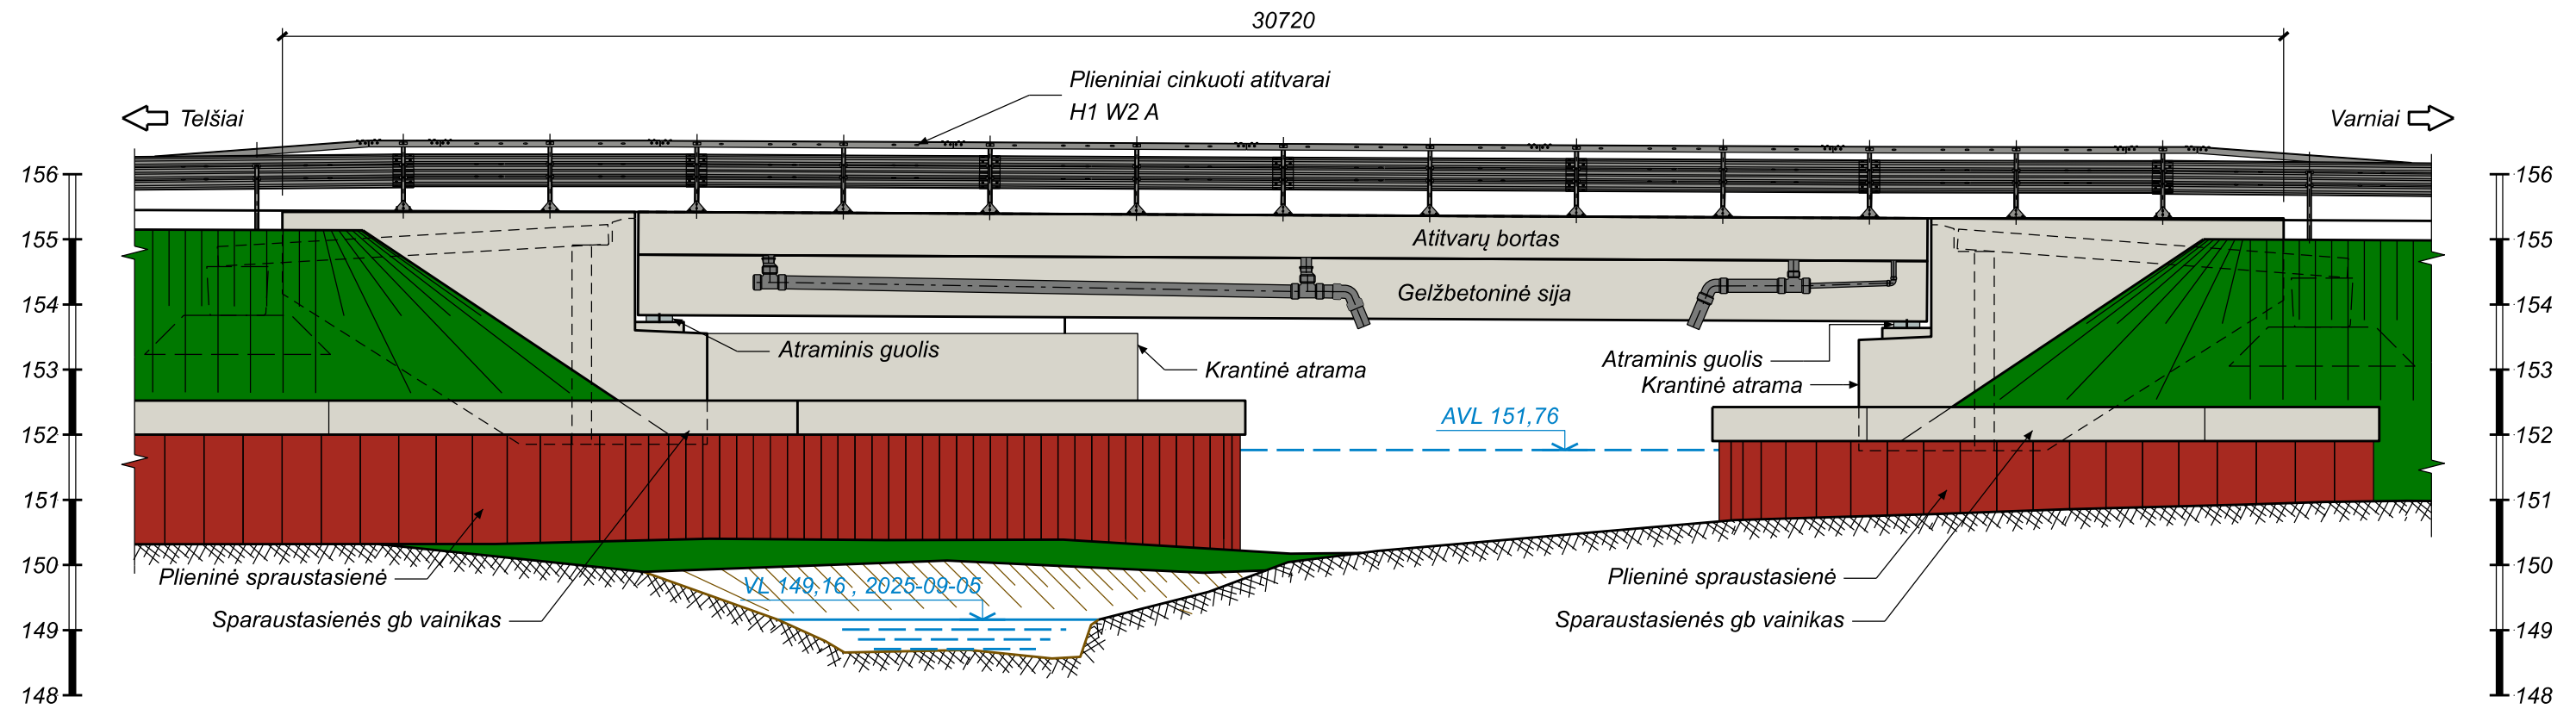 30720
Plieniniai cinkuoti atitvarai
H1 W2 A
Telšiai
Varniai
156
156
155
155
Atitvarų bortas
154
Gelžbetoninė sija
154
Atraminis guolis
Atraminis guolis
153
Krantinė atrama
Krantinė atrama
153
AVL 151,76
152
152
151
151
150
150
Plieninė spraustasienė
VL 149,16 , 2025-09-05
Plieninė spraustasienė
Sparaustasienės gb vainikas
Sparaustasienės gb vainikas
149
149
148
148